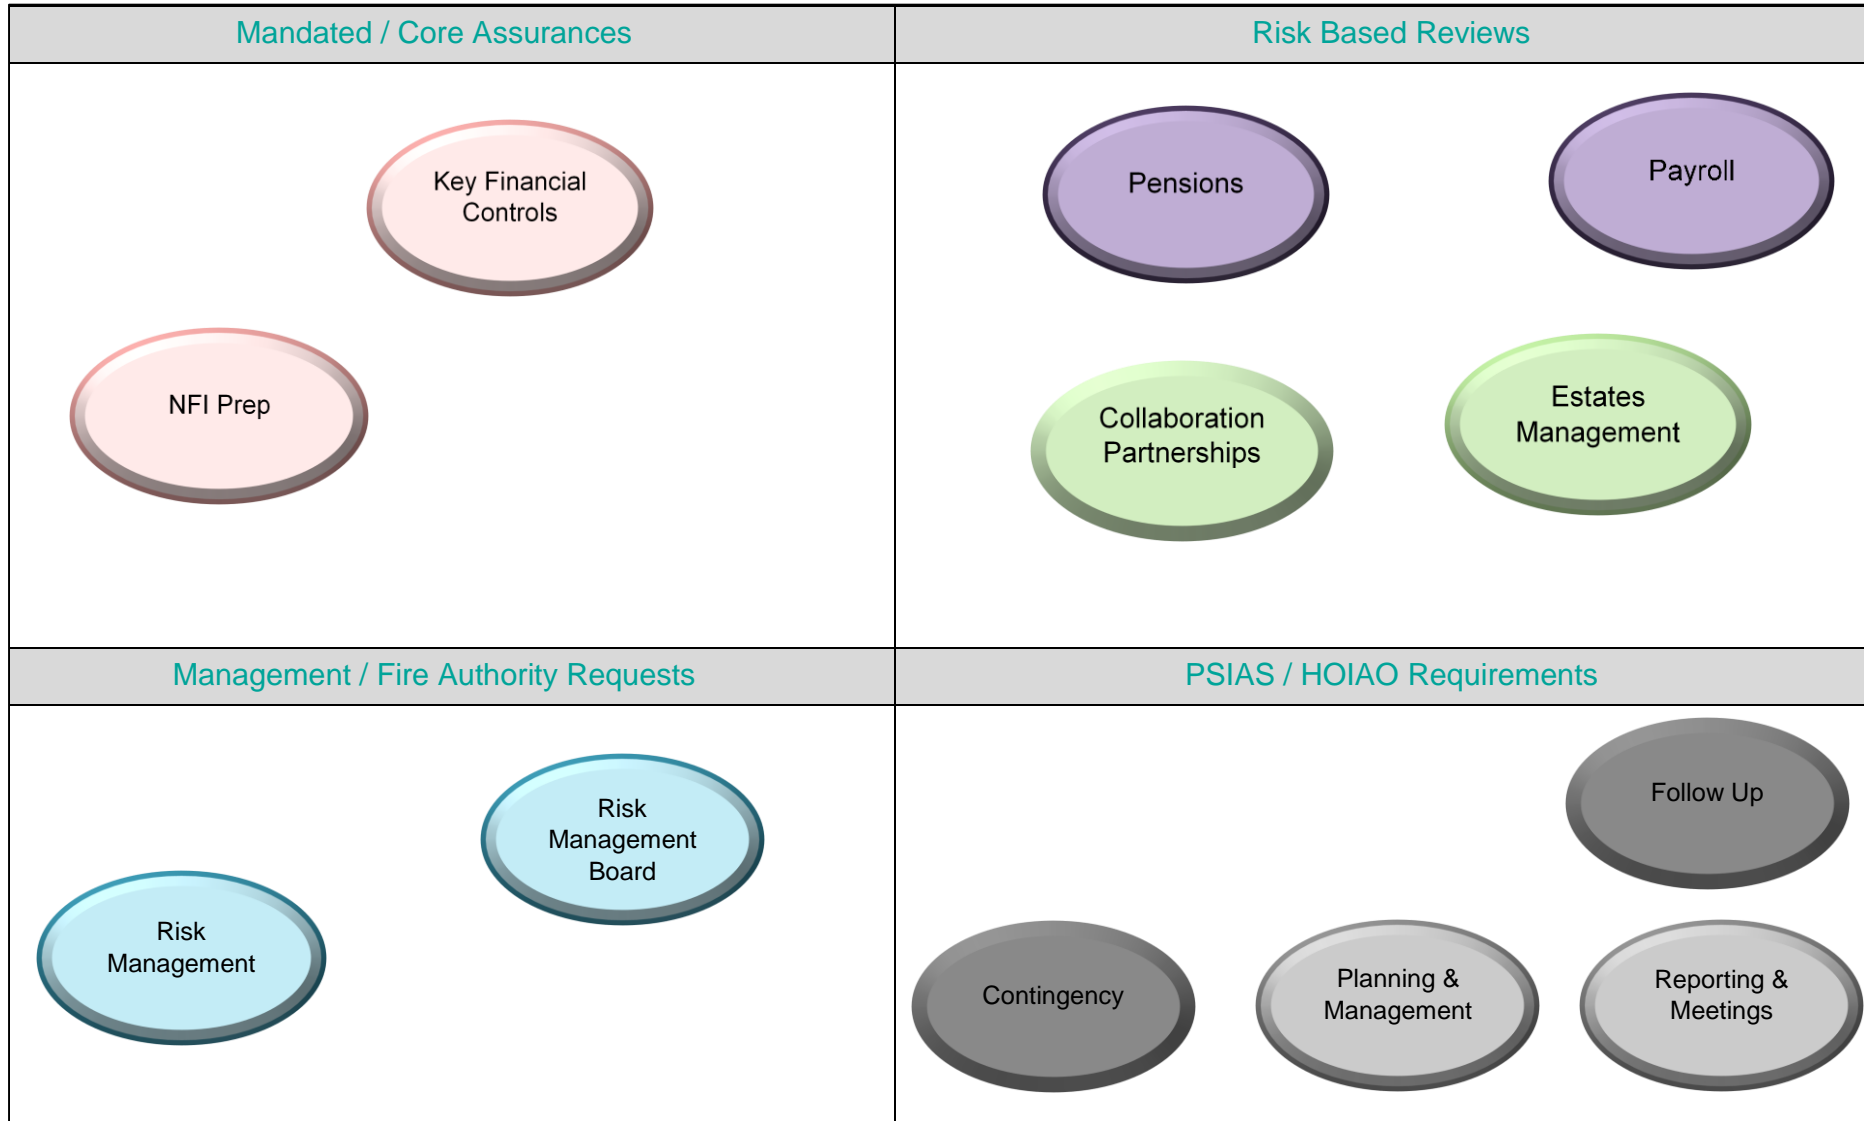 Mandated / Core Assurances
Key Financial
Controls
NFI Prep
Risk Based Reviews
Pensions
Payroll
Collaboration
Partnerships
Estates
Management
Management / Fire Authority Requests
Risk
Management
Board
Risk
Management
PSIAS / HOIAO Requirements
Follow Up
Contingency
Planning &
Management
Reporting &
Meetings